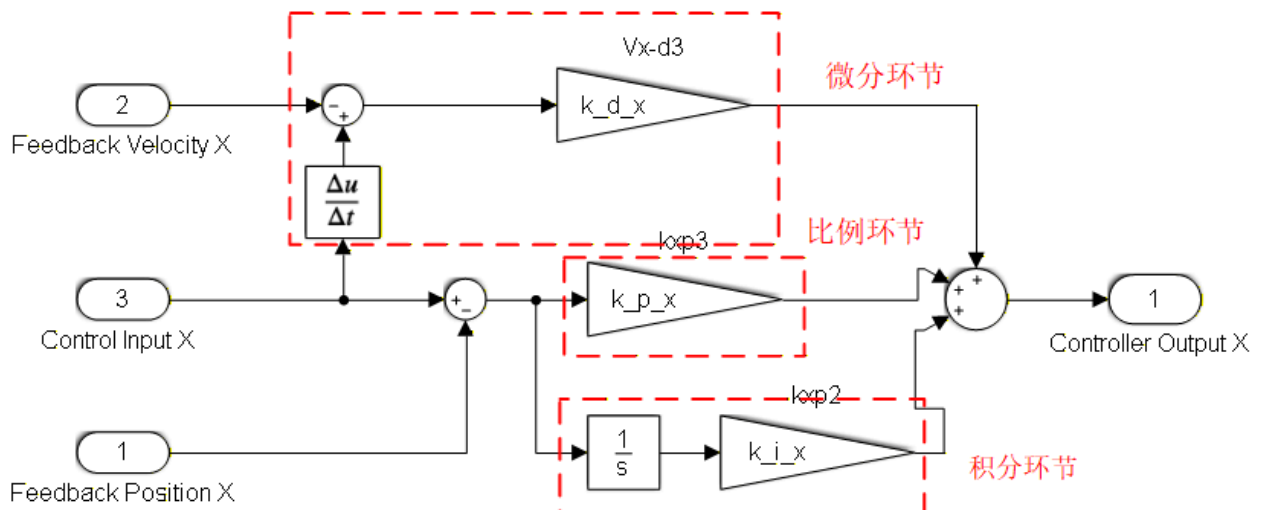 Vx-d3
微分环节
2
-
+
k_d_x
Feedback Velocity X
Δu
Δt
比例环节
kxp3
3
+
-
k_p_x
+
+
+
1
Control Input X
Controller Output X
kxp2
1
1
s
k_i_x
积分环节
Feedback Position X